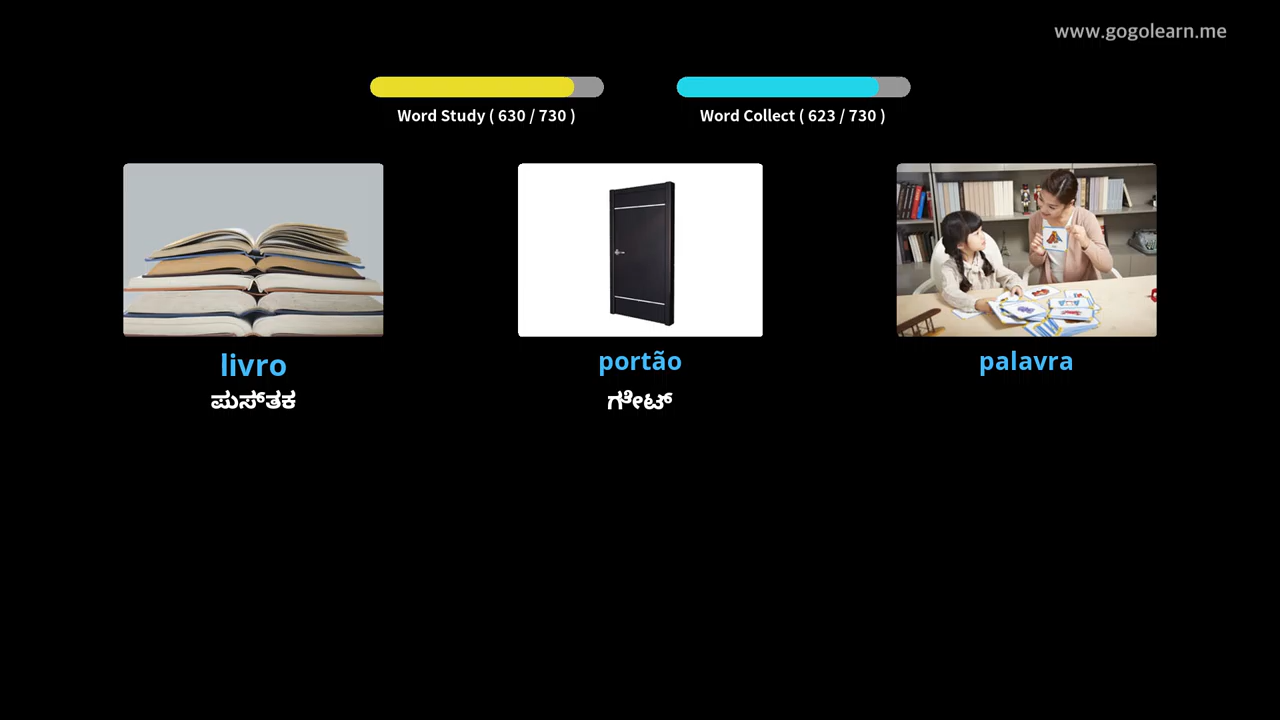 www.gogolearn.me
Word Study ( 630 / 730 )
Word Collect ( 623 / 730 )
livro
portão
palavra
ಪುಸ್ತಕ
ಗೇಟ್